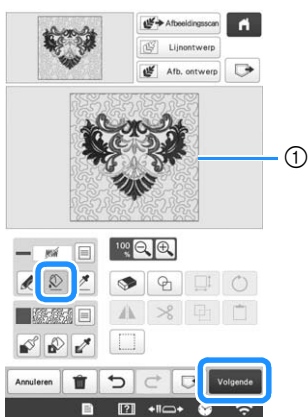 Afbeeldingsscan
Lijnontwerp
Afb. ontwerp
①
100 %
Annuleren
Volgende